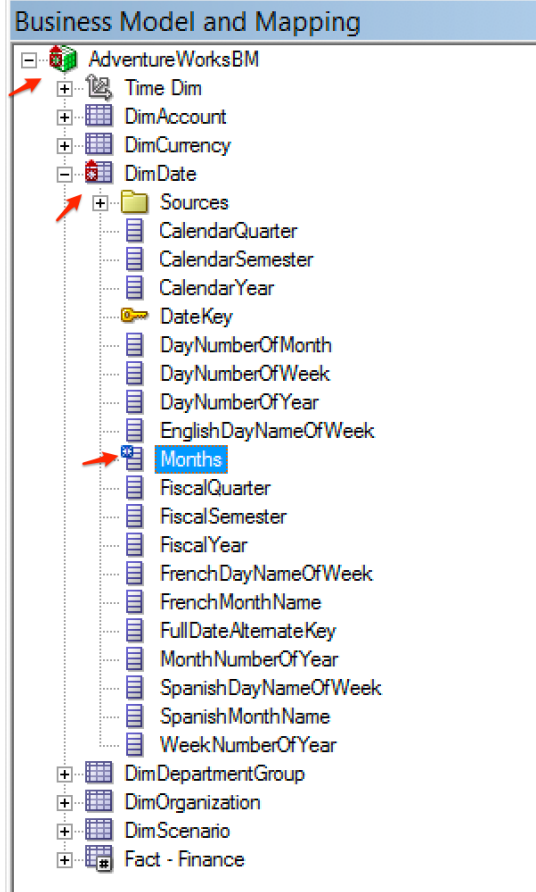 Business Model and Mapping
AdventureWorksBM
Time Dim
DimAccount
DimCurrency
DimDate
Sources
CalendarQuarter
CalendarSemester
CalendarYear
DateKey
DayNumberOfMonth
DayNumberOfWeek
DayNumberOfYear
EnglishDayNameOfWeek
Months
FiscalQuarter
FiscalSemester
FiscalYear
FrenchDayNameOfWeek
FrenchMonthName
FullDateAlternateKey
MonthNumberOfYear
SpanishDayNameOfWeek
SpanishMonthName
WeekNumberOfYear
DimDepartmentGroup
DimOrganization
DimScenario
Fact - Finance